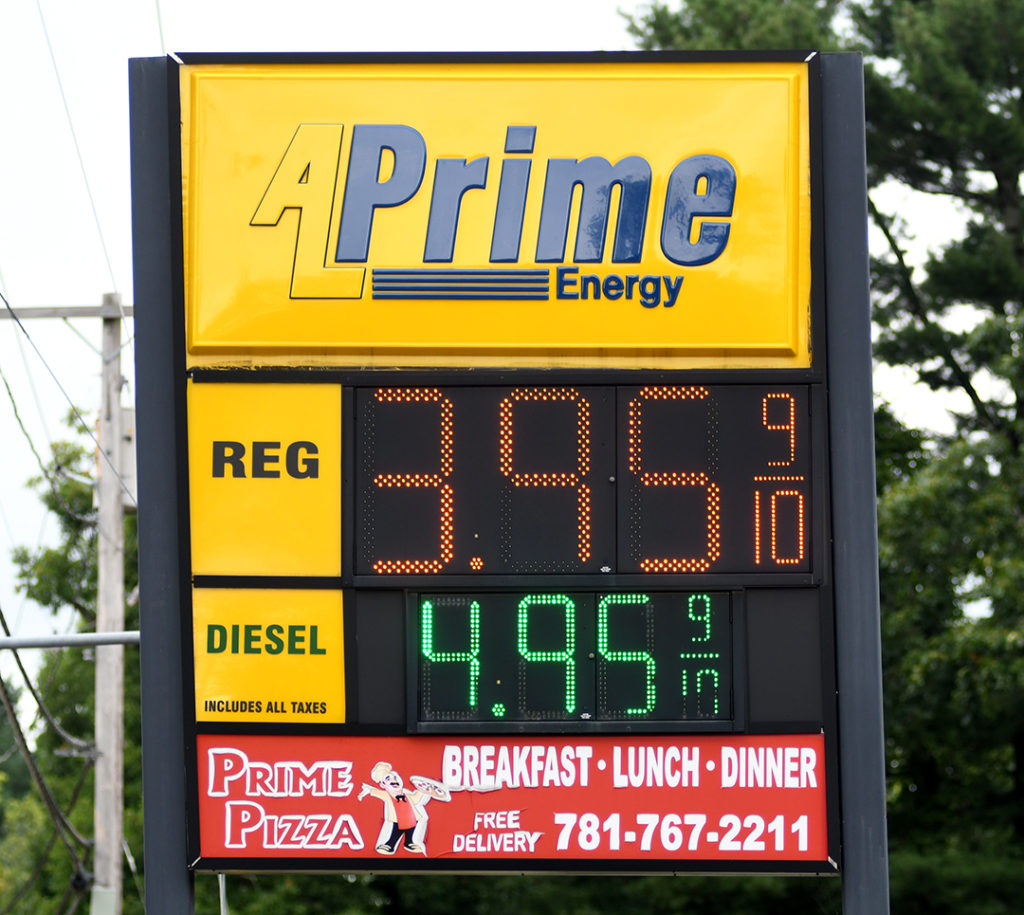 AL Prime
Energy
REG
3.95 9/10
DIESEL
4.95 9/10
INCLUDES ALL TAXES
PRIME
PIZZA
BREAKFAST • LUNCH • DINNER
FREE
DELIVERY
781-767-2211